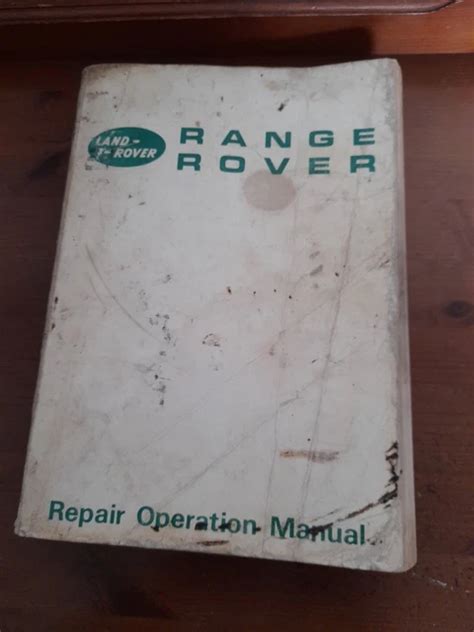 LAND-
-ROVER
RANGE
ROVER
Repair Operation Manual